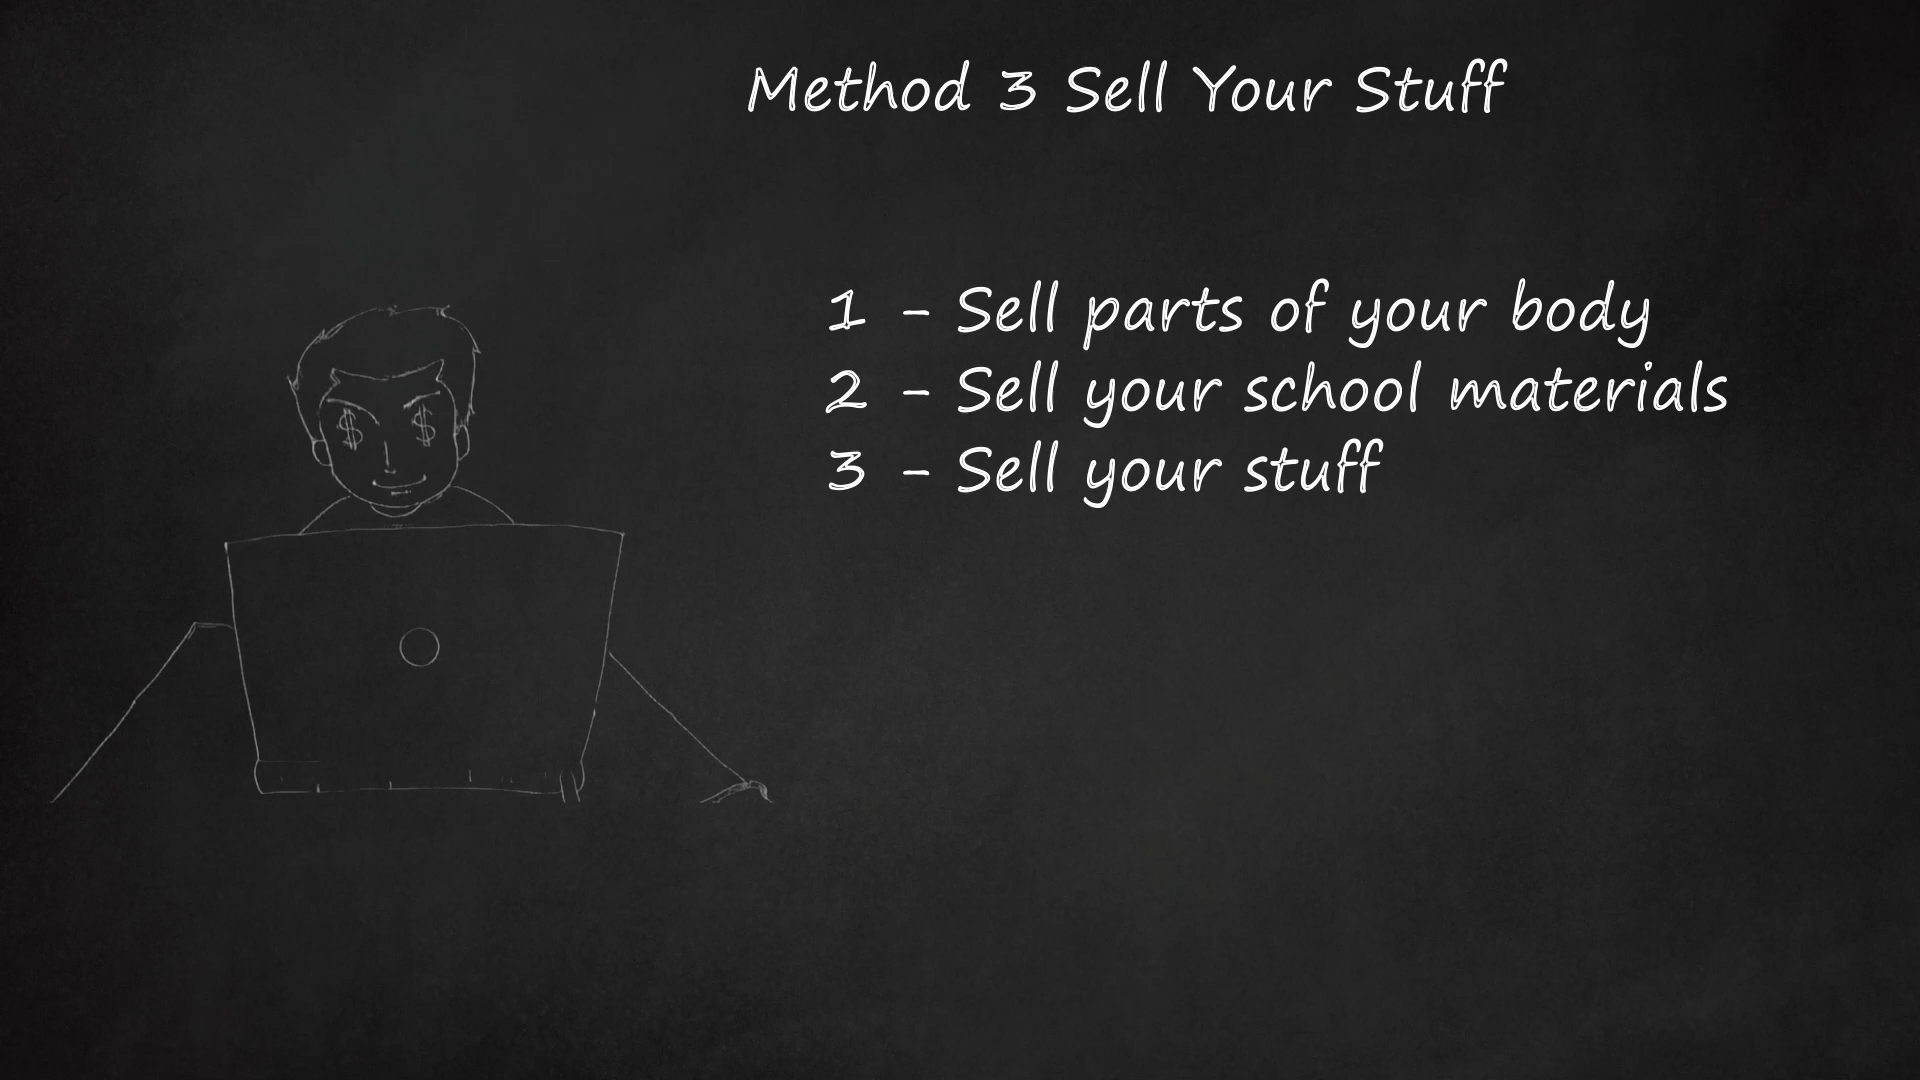 Method 3 Sell Your Stuff
1 - Sell parts of your body
2 - Sell your school materials
3 - Sell your stuff